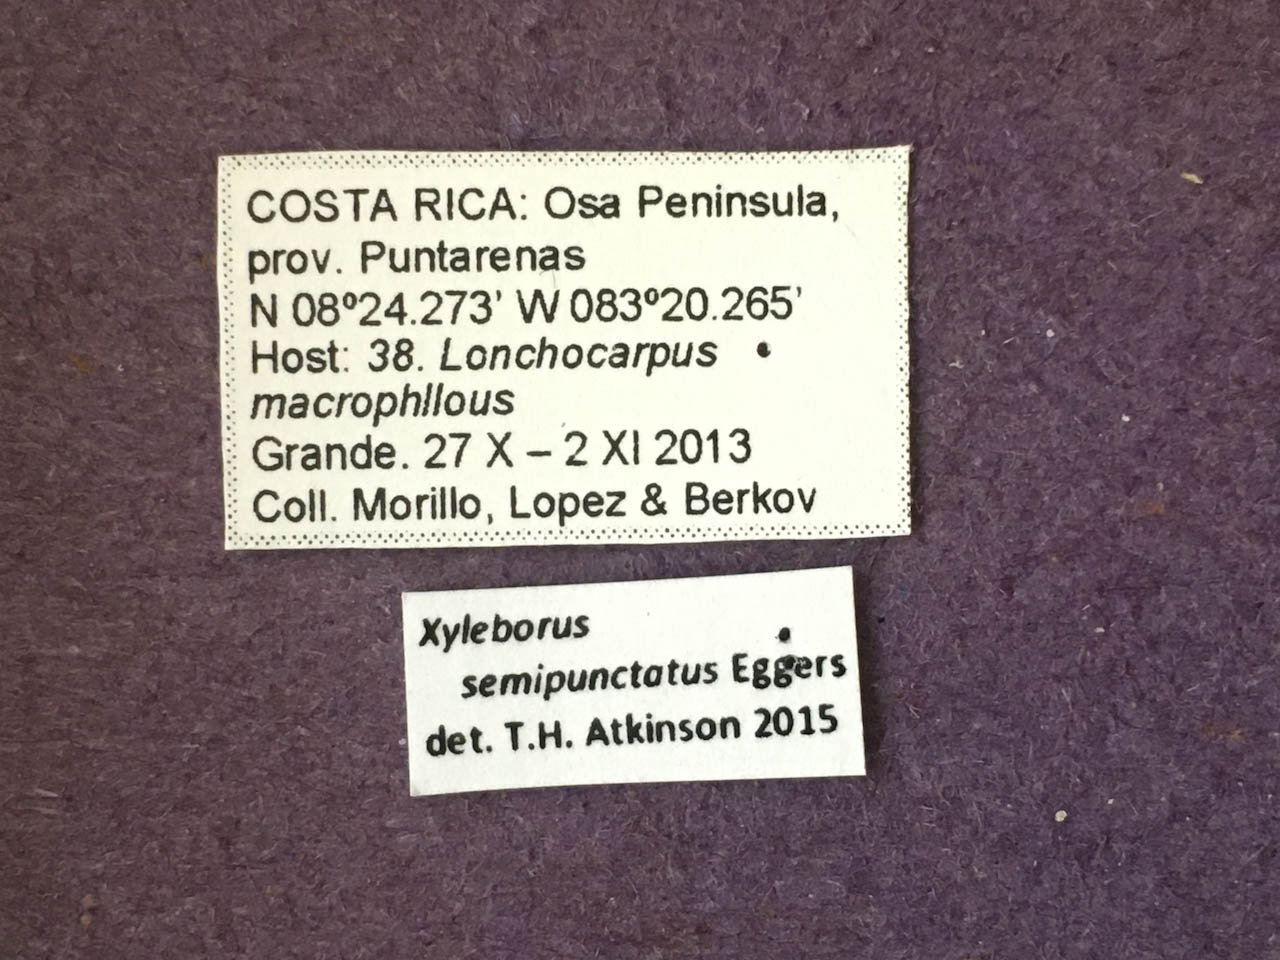 COSTA RICA: Osa Peninsula,
prov. Puntarenas
N 08º24.273' W 083º20.265'
Host: 38. Lonchocarpus
macrophllous
Grande. 27 X – 2 XI 2013
Coll. Morillo, Lopez & Berkov
Xyleborus
semipunctatus Eggers
det. T.H. Atkinson 2015